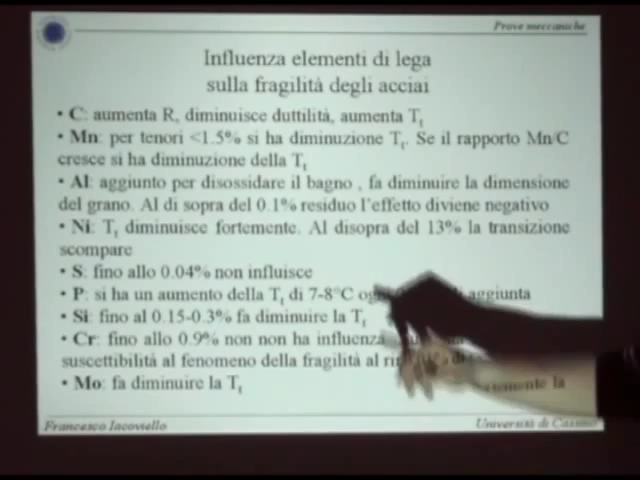 Prove meccaniche
Influenza elementi di lega
sulla fragilità degli acciai
• C: aumenta R, diminuisce duttilità, aumenta Tt
• Mn: per tenori <1.5% si ha diminuzione Tt. Se il rapporto Mn/C
cresce si ha diminuzione della Tt
• Al: aggiunto per disossidare il bagno , fa diminuire la dimensione
del grano. Al di sopra del 0.1% residuo l'effetto diviene negativo
• Ni: Tt diminuisce fortemente. Al disopra del 13% la transizione
scompare
• S: fino allo 0.04% non influisce
• P: si ha un aumento della Tt di 7-8°C aggiunta
• Si: fino al 0.15-0.3% fa diminuire la Tt
• Cr: fino allo 0.9% non non ha influenza
suscettibilità al fenomeno della fragilità al
• Mo: fa diminuire la Tt la
Francesco Iacoviello
Università di Cassino